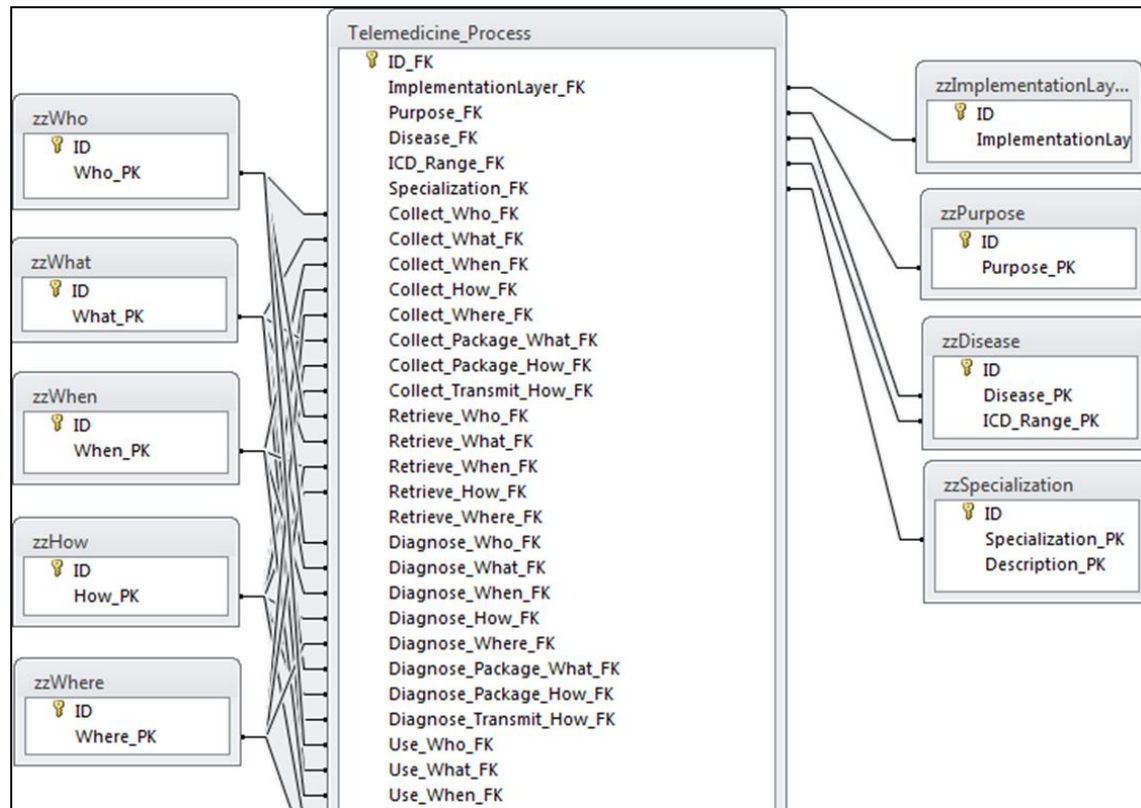 Telemedicine_Process
ID_FK
ImplementationLayer_FK
Purpose_FK
Disease_FK
ICD_Range_FK
Specialization_FK
Collect_Who_FK
Collect_What_FK
Collect_When_FK
Collect_How_FK
Collect_Where_FK
Collect_Package_What_FK
Collect_Package_How_FK
Collect_Transmit_How_FK
Retrieve_Who_FK
Retrieve_What_FK
Retrieve_When_FK
Retrieve_How_FK
Retrieve_Where_FK
Diagnose_Who_FK
Diagnose_What_FK
Diagnose_When_FK
Diagnose_How_FK
Diagnose_Where_FK
Diagnose_Package_What_FK
Diagnose_Package_How_FK
Diagnose_Transmit_How_FK
Use_Who_FK
Use_What_FK
Use_When_FK
zzWho
ID
Who_PK
zzWhat
ID
What_PK
zzWhen
ID
When_PK
zzHow
ID
How_PK
zzWhere
ID
Where_PK
zzImplementationLay...
ID
ImplementationLay
zzPurpose
ID
Purpose_PK
zzDisease
ID
Disease_PK
ICD_Range_PK
zzSpecialization
ID
Specialization_PK
Description_PK